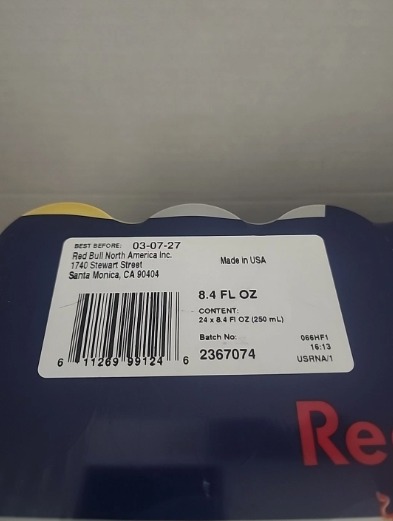 BEST BEFORE: 03-07-27
Red Bull North America Inc.
1740 Stewart Street
Santa Monica, CA 90404
Made in USA
8.4 FL OZ
CONTENT:
24 x 8.4 Fl OZ (250 mL)
Batch No:
2367074
066HF1
16:13
USRNA/1
6 11269 99124 6
Re